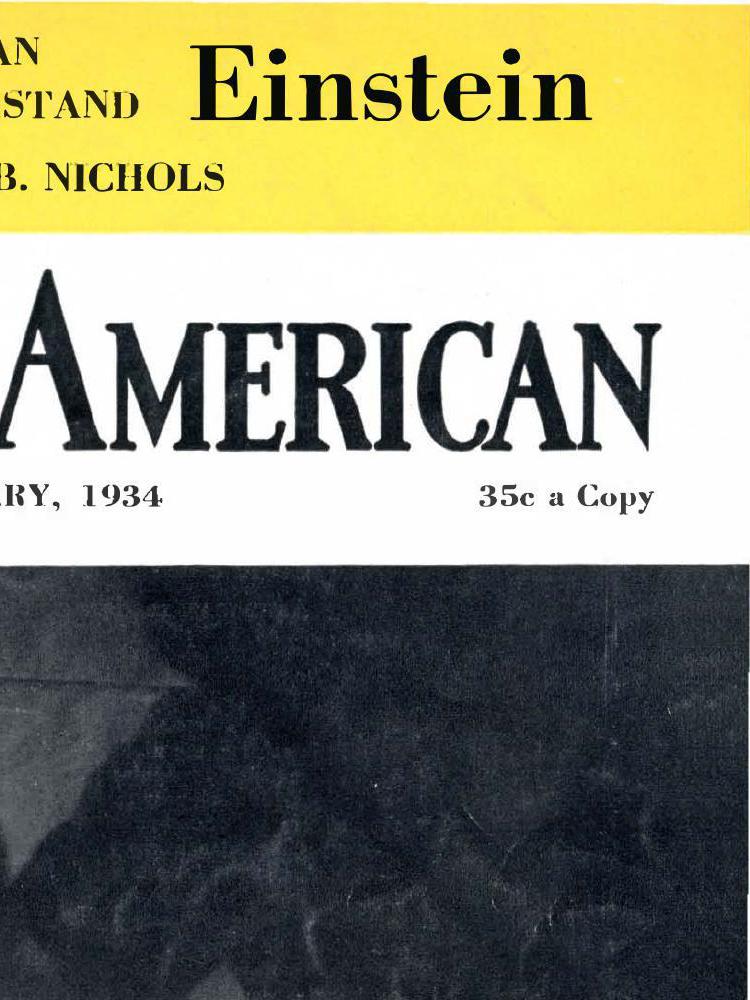 AN
STAND Einstein
B. NICHOLS
AMERICAN
RY, 1934 35c a Copy